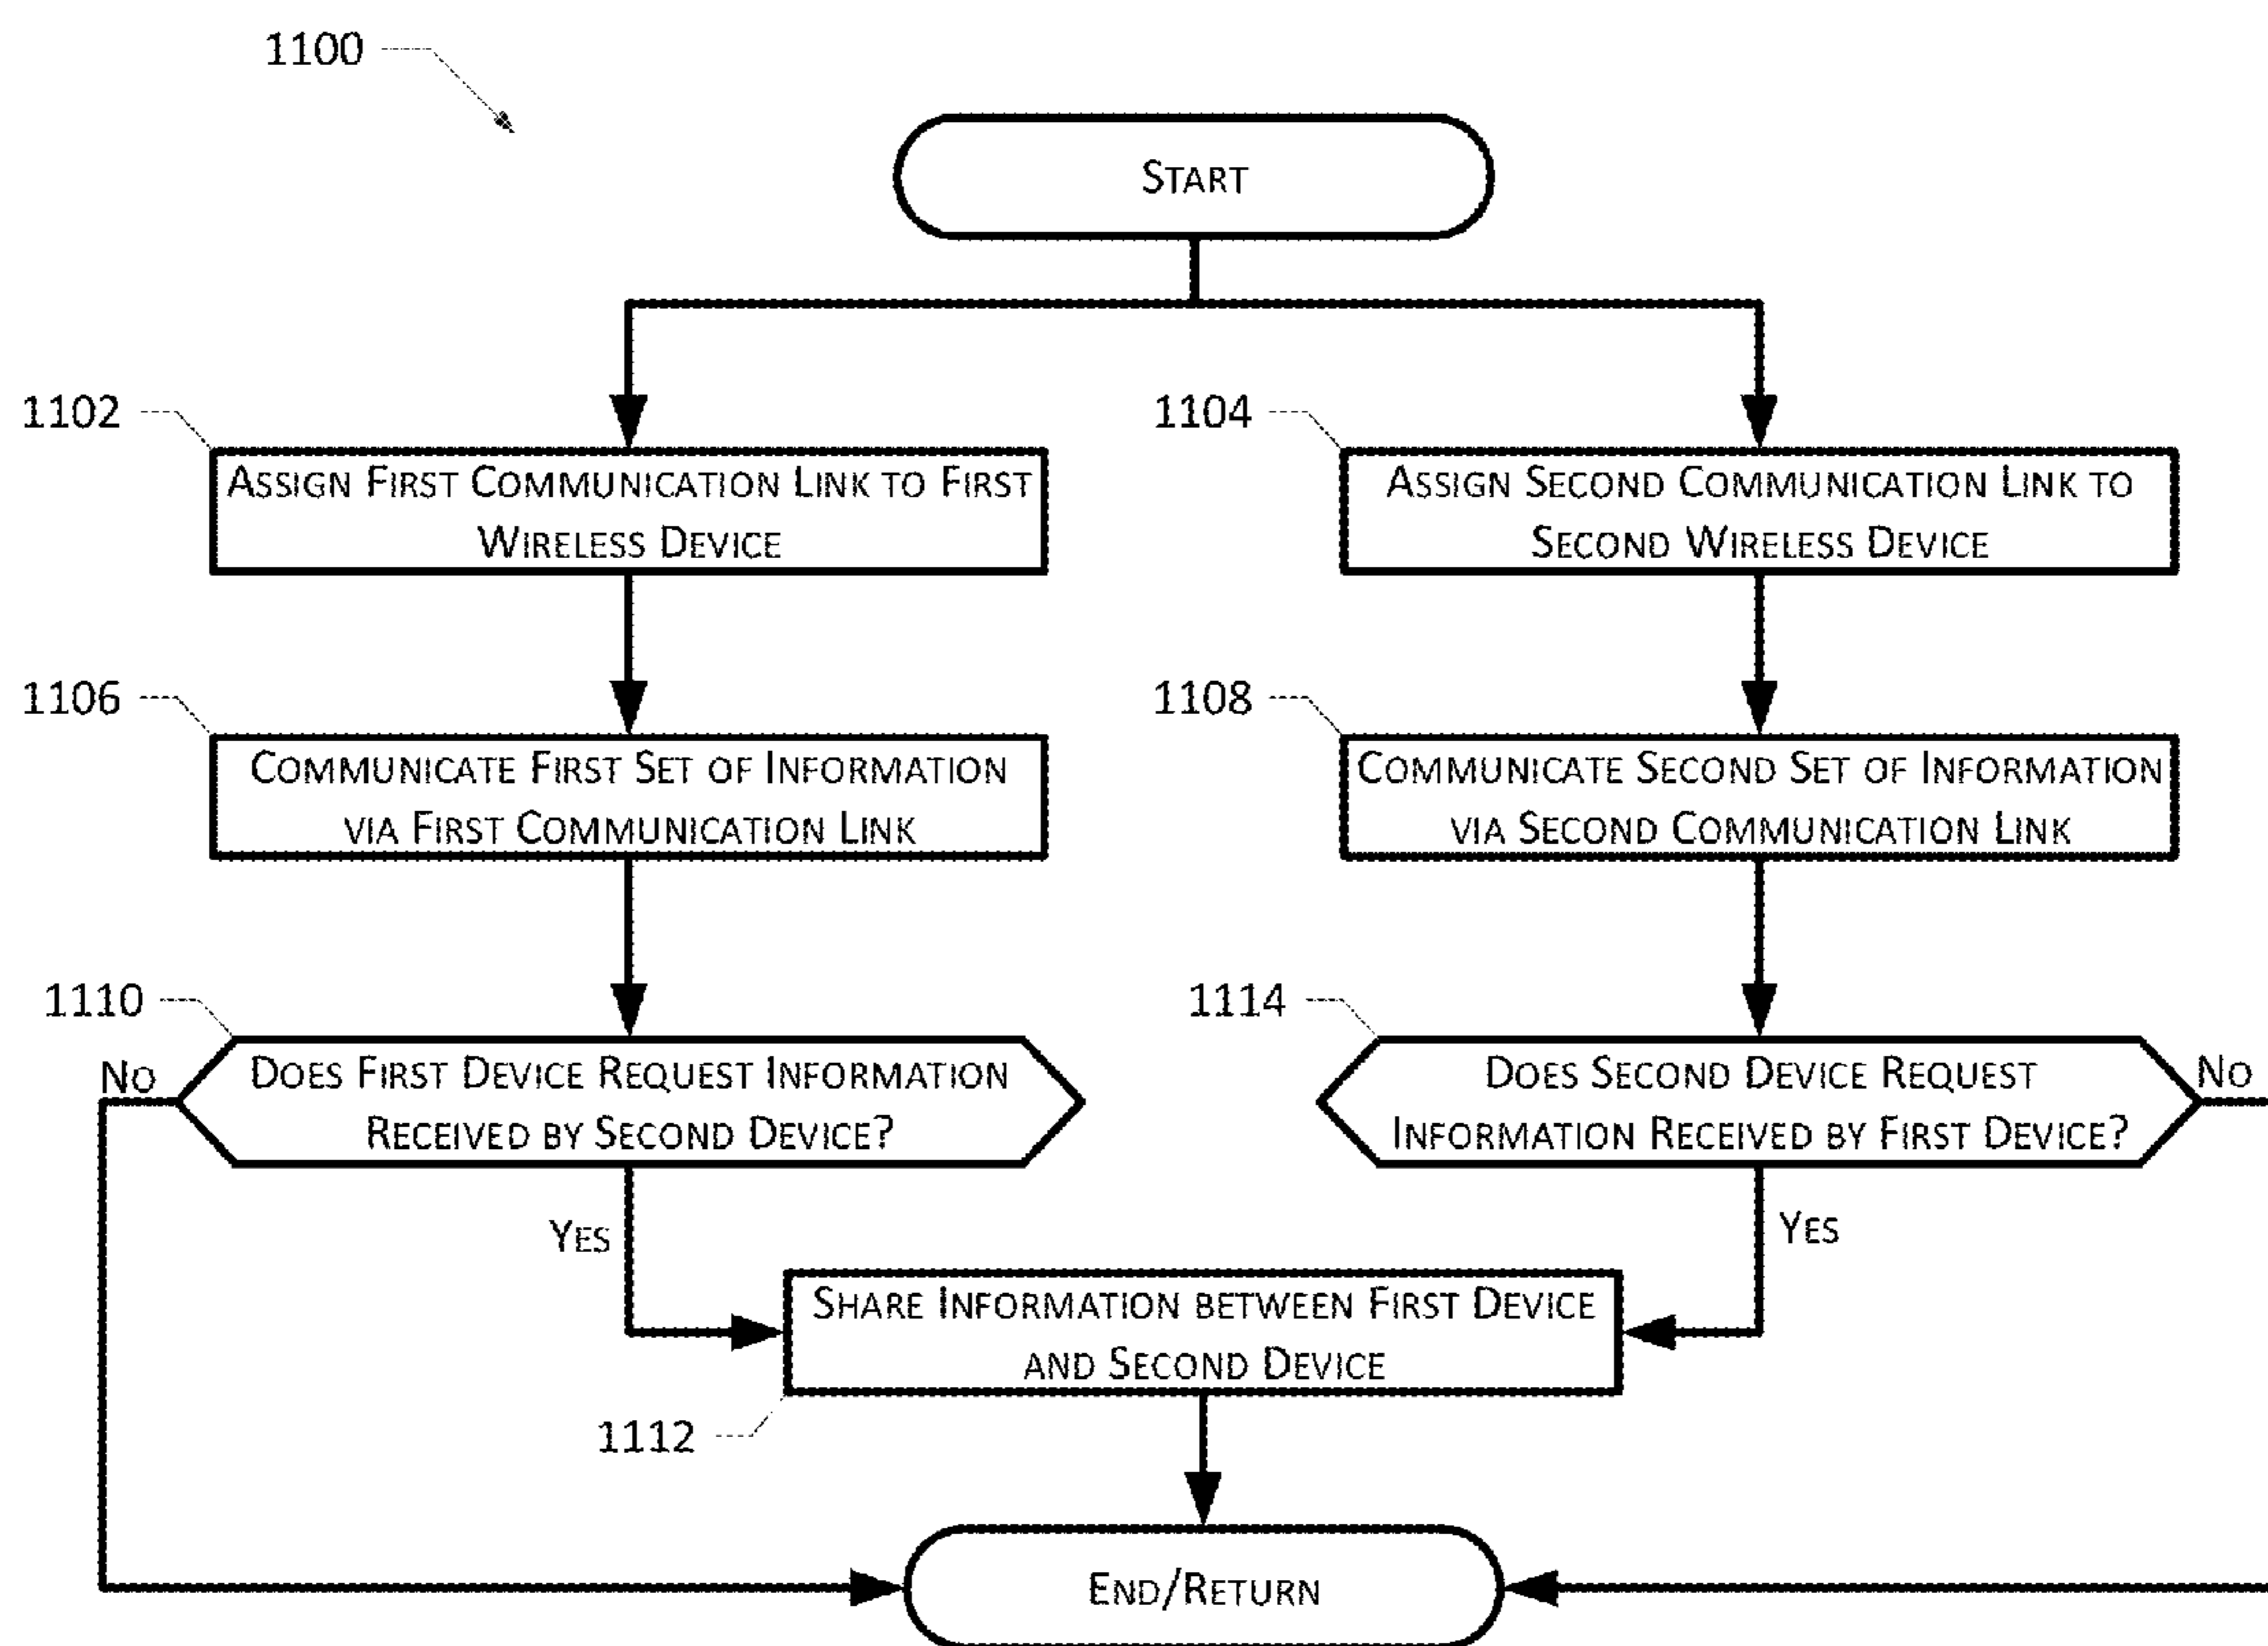 1100
START
1102
ASSIGN FIRST COMMUNICATION LINK TO FIRST
WIRELESS DEVICE
1104
ASSIGN SECOND COMMUNICATION LINK TO
SECOND WIRELESS DEVICE
1106
COMMUNICATE FIRST SET OF INFORMATION
VIA FIRST COMMUNICATION LINK
1108
COMMUNICATE SECOND SET OF INFORMATION
VIA SECOND COMMUNICATION LINK
1110
NO
DOES FIRST DEVICE REQUEST INFORMATION
RECEIVED BY SECOND DEVICE?
1114
DOES SECOND DEVICE REQUEST
INFORMATION RECEIVED BY FIRST DEVICE?
NO
YES
YES
SHARE INFORMATION BETWEEN FIRST DEVICE
AND SECOND DEVICE
1112
END/RETURN